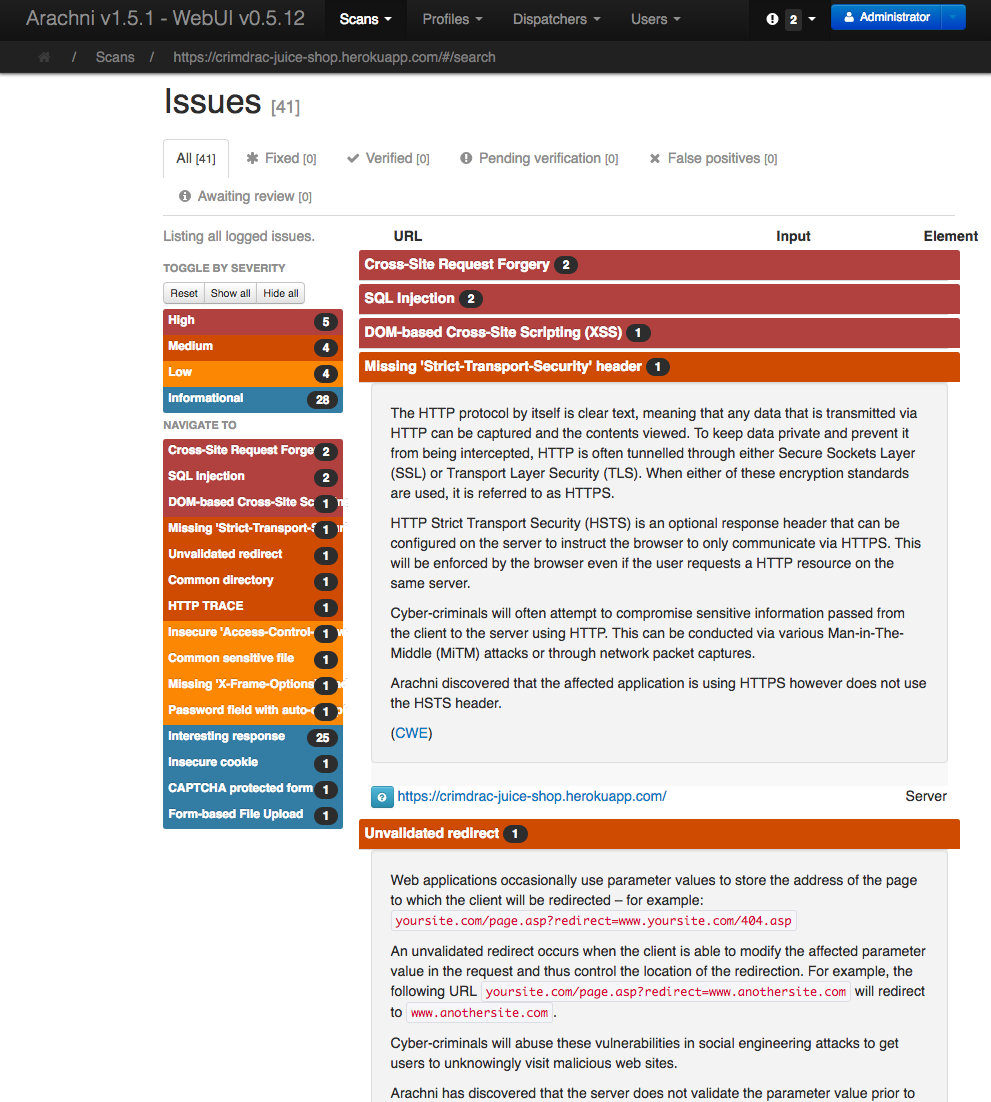 Arachni v1.5.1 - WebUI v0.5.12 Scans Profiles Dispatchers Users 2 Administrator
/ Scans / https://crimdrac-juice-shop.herokuapp.com/#/search
Issues [41]
All [41] Fixed [0] Verified [0] Pending verification [0] False positives [0]
Awaiting review [0]
Listing all logged issues.
TOGGLE BY SEVERITY
Reset Show all Hide all
High 5
Medium 4
Low 4
Informational 28
NAVIGATE TO
Cross-Site Request Forge 2
SQL Injection 2
DOM-based Cross-Site 1
Missing 'Strict-Transport- 1
Unvalidated redirect 1
Common directory 1
HTTP TRACE 1
Insecure 'Access-Control- 1
Common sensitive file 1
Missing 'X-Frame-Options 1
Password field with auto- 1
Interesting response 25
Insecure cookie 1
CAPTCHA protected form 1
Form-based File Upload 1
URL Input Element
Cross-Site Request Forgery 2
SQL Injection 2
DOM-based Cross-Site Scripting (XSS) 1
Missing 'Strict-Transport-Security' header 1
The HTTP protocol by itself is clear text, meaning that any data that is transmitted via
HTTP can be captured and the contents viewed. To keep data private and prevent it
from being intercepted, HTTP is often tunnelled through either Secure Sockets Layer
(SSL) or Transport Layer Security (TLS). When either of these encryption standards
are used, it is referred to as HTTPS.
HTTP Strict Transport Security (HSTS) is an optional response header that can be
configured on the server to instruct the browser to only communicate via HTTPS. This
will be enforced by the browser even if the user requests a HTTP resource on the
same server.
Cyber-criminals will often attempt to compromise sensitive information passed from
the client to the server using HTTP. This can be conducted via various Man-in-The-
Middle (MiTM) attacks or through network packet captures.
Arachni discovered that the affected application is using HTTPS however does not use
the HSTS header.
(CWE)
https://crimdrac-juice-shop.herokuapp.com/ Server
Unvalidated redirect 1
Web applications occasionally use parameter values to store the address of the page
to which the client will be redirected – for example:
yoursite.com/page.asp?redirect=www.yoursite.com/404.asp
An unvalidated redirect occurs when the client is able to modify the affected parameter
value in the request and thus control the location of the redirection. For example, the
following URL yoursite.com/page.asp?redirect=www.anothersite.com will redirect
to www.anothersite.com.
Cyber-criminals will abuse these vulnerabilities in social engineering attacks to get
users to unknowingly visit malicious web sites.
Arachni has discovered that the server does not validate the parameter value prior to